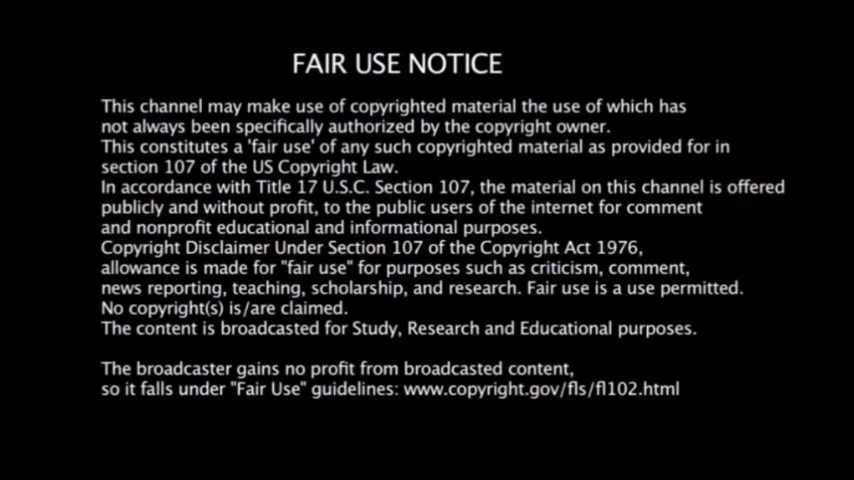 FAIR USE NOTICE
This channel may make use of copyrighted material the use of which has
not always been specifically authorized by the copyright owner.
This constitutes a 'fair use' of any such copyrighted material as provided for in
section 107 of the US Copyright Law.
In accordance with Title 17 U.S.C. Section 107, the material on this channel is offered
publicly and without profit, to the public users of the internet for comment
and nonprofit educational and informational purposes.
Copyright Disclaimer Under Section 107 of the Copyright Act 1976,
allowance is made for "fair use" for purposes such as criticism, comment,
news reporting, teaching, scholarship, and research. Fair use is a use permitted.
No copyright(s) is/are claimed.
The content is broadcasted for Study, Research and Educational purposes.
The broadcaster gains no profit from broadcasted content,
so it falls under "Fair Use" guidelines: www.copyright.gov/fls/fl102.html